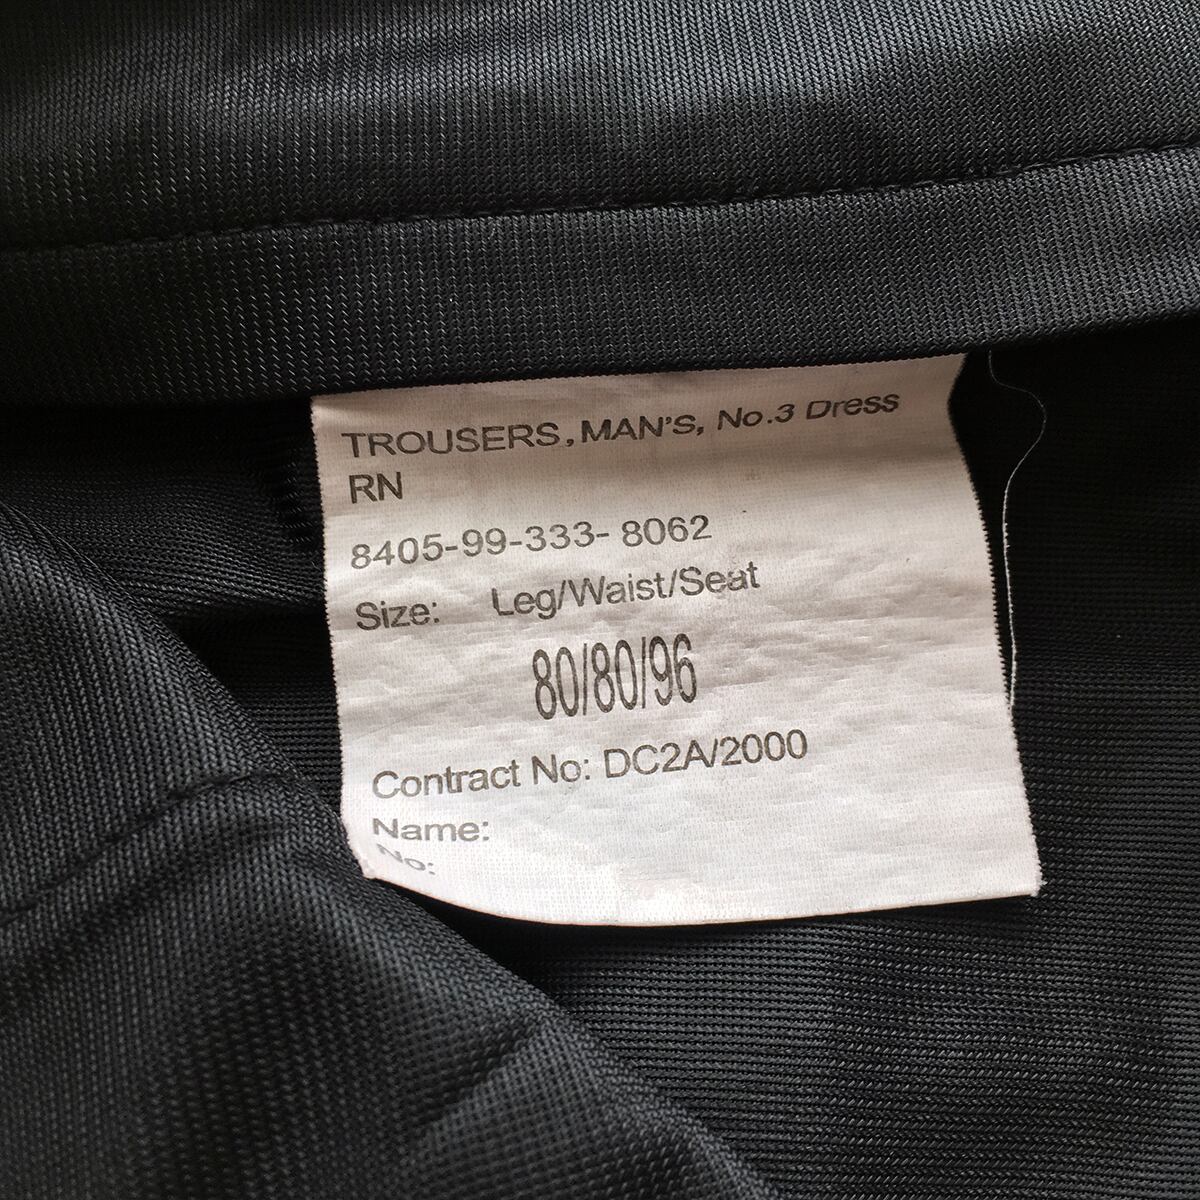 TROUSERS, MAN'S, No.3 Dress
RN
8405-99-333- 8062
Size: Leg/Waist/Seat
80/80/96
Contract No: DC2A/2000
Name:
No: